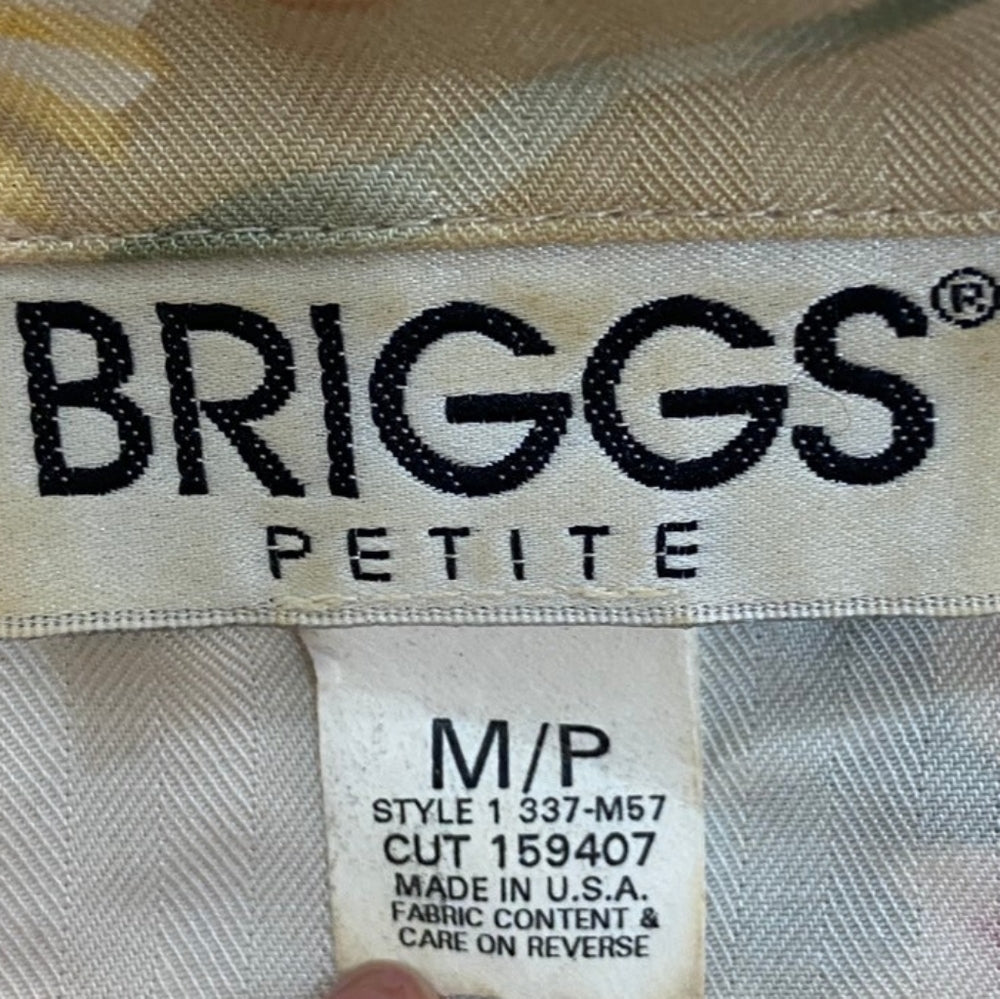 BRIGGS®
PETITE
M/P
STYLE 1 337-M57
CUT 159407
MADE IN U.S.A.
FABRIC CONTENT &
CARE ON REVERSE